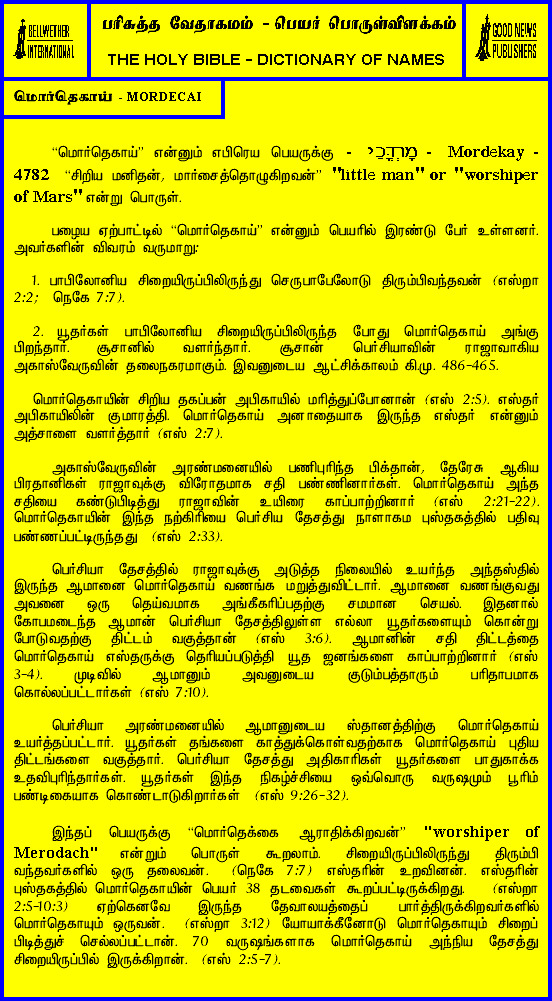 BELLWETHER
INTERNATIONAL
பரிசுத்த வேதாகமம் - பெயர் பொருள்விளக்கம்
THE HOLY BIBLE - DICTIONARY OF NAMES
GOOD NEWS
PUBLISHERS
மொர்தெகாய் - MORDECAI
“மொர்தெகாய்” என்னும் எபிரெய பெயருக்கு - מָרְדֳּכַי - Mordekay -
4782 “சிறிய மனிதன், மார்சைத்தொழுகிறவன்” "little man" or "worshiper
of Mars" என்று பொருள்.
பழைய ஏற்பாட்டில் “மொர்தெகாய்” என்னும் பெயரில் இரண்டு பேர் உள்ளனர்.
அவர்களின் விவரம் வருமாறு:
1. பாபிலோனிய சிறையிருப்பிலிருந்து செருபாபேலோடு திரும்பிவந்தவன் (எஸ்றா
2:2; நெகே 7:7).
2. யூதர்கள் பாபிலோனிய சிறையிருப்பிலிருந்த போது மொர்தெகாய் அங்கு
பிறந்தார். சூசானில் வளர்ந்தார். சூசான் பெர்சியாவின் ராஜாவாகிய
அகாஸ்வேருவின் தலைநகரமாகும். இவனுடைய ஆட்சிக்காலம் கி.மு. 486-465.
மொர்தெகாயின் சிறிய தகப்பன் அபிகாயில் மரித்துப்போனான் (எஸ் 2:5). எஸ்தர்
அபிகாயிலின் குமாரத்தி. மொர்தெகாய் அனாதையாக இருந்த எஸ்தர் என்னும்
அத்சாளை வளர்த்தார் (எஸ் 2:7).
அகாஸ்வேருவின் அரண்மனையில் பணிபுரிந்த பிக்தான், தேரேசு ஆகிய
பிரதானிகள் ராஜாவுக்கு விரோதமாக சதி பண்ணினார்கள். மொர்தெகாய் அந்த
சதியை கண்டுபிடித்து ராஜாவின் உயிரை காப்பாற்றினார் (எஸ் 2:21-22).
மொர்தெகாயின் இந்த நற்கிரியை பெர்சிய தேசத்து நாளாகம புஸ்தகத்தில் பதிவு
பண்ணப்பட்டிருந்தது (எஸ் 2:33).
பெர்சியா தேசத்தில் ராஜாவுக்கு அடுத்த நிலையில் உயர்ந்த அந்தஸ்தில்
இருந்த ஆமானை மொர்தெகாய் வணங்க மறுத்துவிட்டார். ஆமானை வணங்குவது
அவனை ஒரு தெய்வமாக அங்கீகரிப்பதற்கு சமமான செயல். இதனால்
கோபமடைந்த ஆமான் பெர்சியா தேசத்திலுள்ள எல்லா யூதர்களையும் கொன்று
போடுவதற்கு திட்டம் வகுத்தான் (எஸ் 3:6). ஆமானின் சதி திட்டத்தை
மொர்தெகாய் எஸ்தருக்கு தெரியப்படுத்தி யூத ஜனங்களை காப்பாற்றினார் (எஸ்
3-4). முடிவில் ஆமானும் அவனுடைய குடும்பத்தாரும் பரிதாபமாக
கொல்லப்பட்டார்கள் (எஸ் 7:10).
பெர்சியா அரண்மனையில் ஆமானுடைய ஸ்தானத்திற்கு மொர்தெகாய்
உயர்த்தப்பட்டார். யூதர்கள் தங்களை காத்துக்கொள்வதற்காக மொர்தெகாய் புதிய
திட்டங்களை வகுத்தார். பெர்சியா தேசத்து அதிகாரிகள் யூதர்களை பாதுகாக்க
உதவிபுரிந்தார்கள். யூதர்கள் இந்த நிகழ்ச்சியை ஒவ்வொரு வருஷமும் பூரிம்
பண்டிகையாக கொண்டாடுகிறார்கள் (எஸ் 9:26-32).
இந்தப் பெயருக்கு “மொர்தெக்கை ஆராதிக்கிறவன்” "worshiper of
Merodach" என்றும் பொருள் கூறலாம். சிறையிருப்பிலிருந்து திரும்பி
வந்தவர்களில் ஒரு தலைவன். (நெகே 7:7) எஸ்தரின் உறவினன். எஸ்தரின்
புஸ்தகத்தில் மொர்தெகாயின் பெயர் 38 தடவைகள் கூறப்பட்டிருக்கிறது. (எஸ்றா
2:5-10:3) ஏற்கெனவே இருந்த தேவாலயத்தைப் பார்த்திருக்கிறவர்களில்
மொர்தெகாயும் ஒருவன். (எஸ்றா 3:12) யோயாக்கீனோடு மொர்தெகாயும் சிறைப்
பிடித்துச் செல்லப்பட்டான். 70 வருஷங்களாக மொர்தெகாய் அந்நிய தேசத்து
சிறையிருப்பில் இருக்கிறான். (எஸ் 2:5-7).